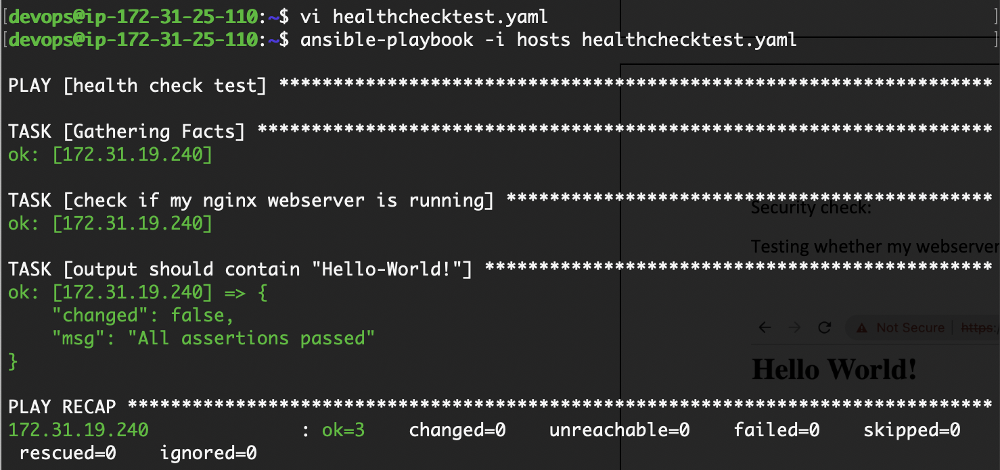 [devops@ip-172-31-25-110:~$ vi healthchecktest.yaml ]
[devops@ip-172-31-25-110:~$ ansible-playbook -i hosts healthchecktest.yaml ]
PLAY [health check test] ******************************************************************
TASK [Gathering Facts] ********************************************************************
ok: [172.31.19.240]
TASK [check if my nginx webserver is running] *********************************************
Security check:
ok: [172.31.19.240]
Testing whether my webserver
TASK [output should contain "Hello-World!"] ***********************************************
ok: [172.31.19.240] => {
    "changed": false,
    "msg": "All assertions passed"
}
Not Secure | https:/
Hello World!
PLAY RECAP ********************************************************************************
172.31.19.240              : ok=3    changed=0    unreachable=0    failed=0    skipped=0
 rescued=0    ignored=0